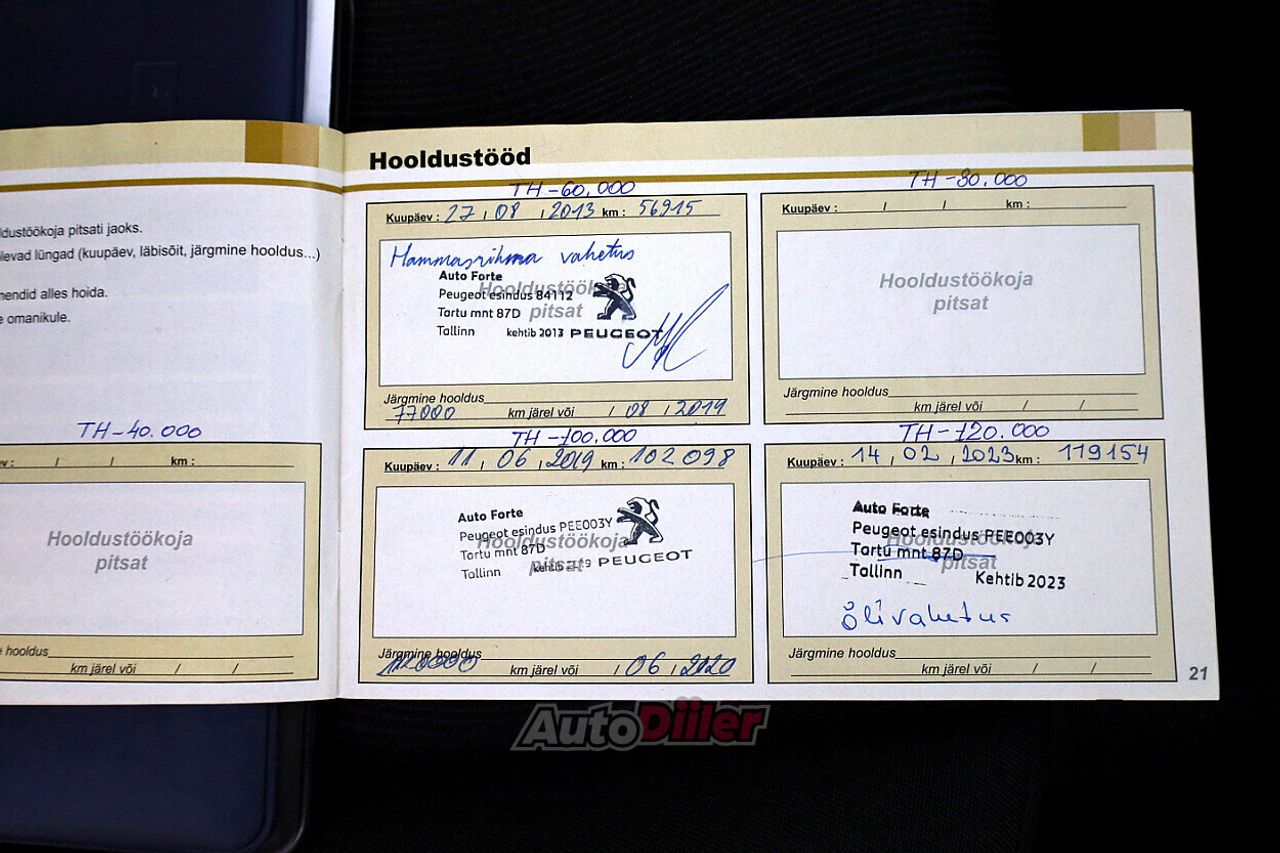 Hooldustööd
dustöökoja pitsati jaoks.
levad lüngad (kuupäev, läbisõit, järgmine hooldus...)
mendid alles hoida.
e omanikule.
TH-40.000
v : / / km :
Hooldustöökoja
pitsat
e hooldus
km järel või / /
TH-60.000
Kuupäev : 27 / 08 / 2013 km : 56915
Hammasrihma vahetus
Auto Forte
Hooldustöökoja
Peugeot esindus 84112
pitsat
Tartu mnt 87D
Tallinn kehtib 2013 PEUGEOT
Järgmine hooldus
77000 km järel või / 08 / 2019
TH-80.000
Kuupäev : / / km :
Hooldustöökoja
pitsat
Järgmine hooldus
km järel või / /
TH-100.000
Kuupäev : 11 / 06 / 2019 km : 102 098
Auto Forte
Peugeot esindus PEE003Y
Hooldustöökoja
Tartu mnt 87D
PEUGEOT
pitsat
Tallinn
Järgmine hooldus
km järel või / 06 / 2020
TH-120.000
Kuupäev : 14 / 02 / 2023 km : 119154
Auto Forte
Peugeot esindus PEE003Y
Hooldustöökoja
Tartu mnt 87D
pitsat
Tallinn Kehtib 2023
õlivahetus
Järgmine hooldus
km järel või / /
21
AutoDiiler